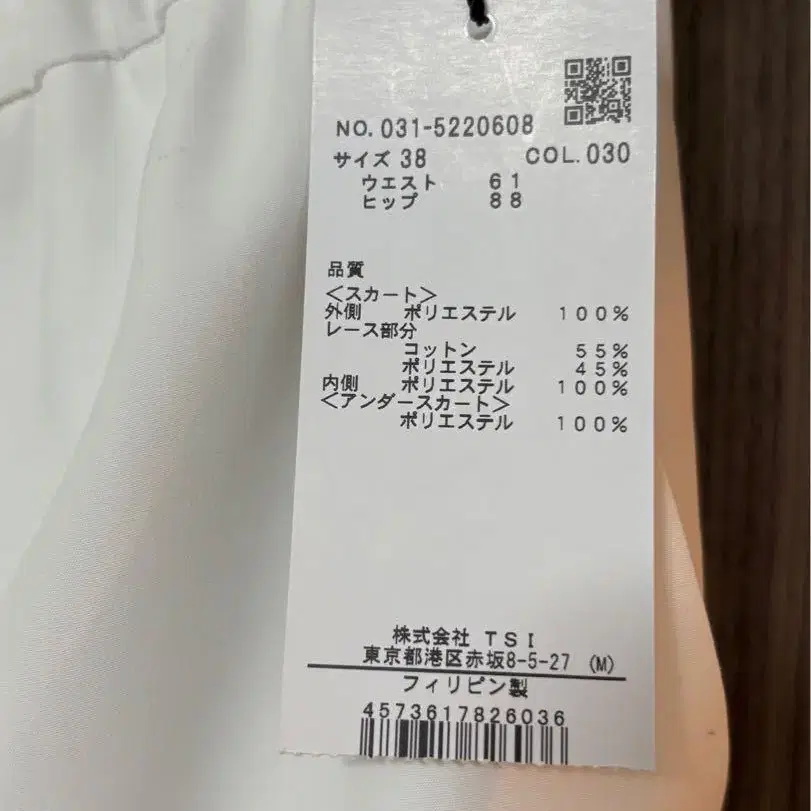 NO. 031-5220608
サイズ 38 COL. 030
ウエスト 61
ヒップ 88
品質
＜スカート＞
外側 ポリエステル 100%
レース部分
コットン 55%
ポリエステル 45%
内側 ポリエステル 100%
＜アンダースカート＞
ポリエステル 100%
株式会社 TSI
東京都港区赤坂8-5-27 (M)
フィリピン製
4573617826036